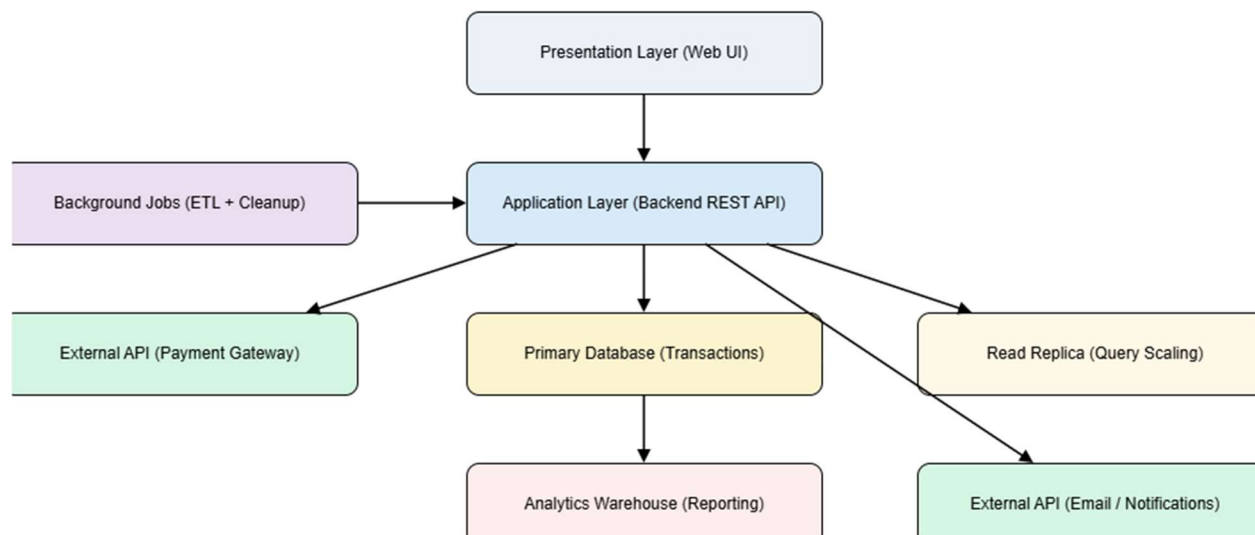 Presentation Layer (Web UI)
Background Jobs (ETL + Cleanup)
Application Layer (Backend REST API)
External API (Payment Gateway)
Primary Database (Transactions)
Read Replica (Query Scaling)
Analytics Warehouse (Reporting)
External API (Email / Notifications)